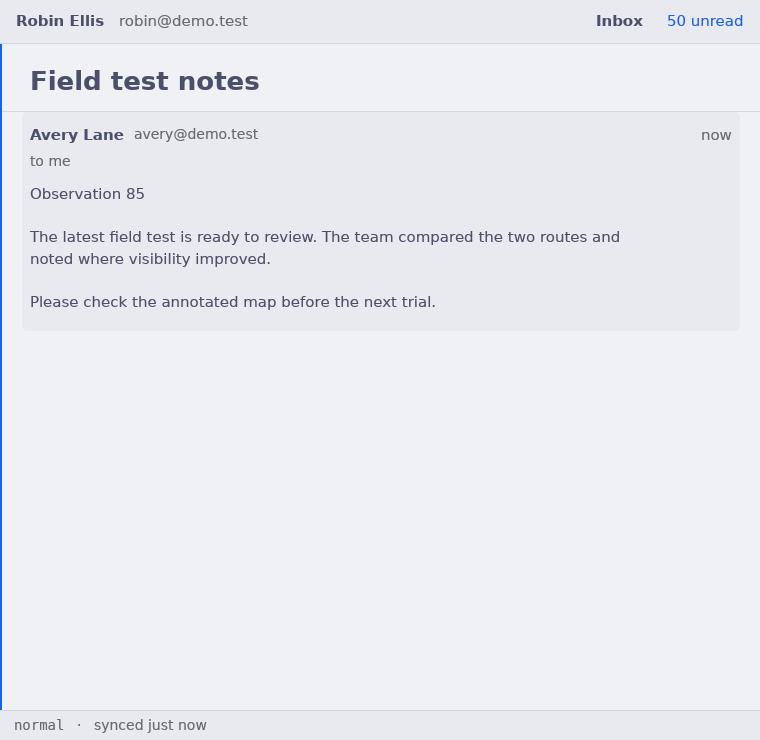 Robin Ellis robin@demo.test Inbox 50 unread
Field test notes
Avery Lane avery@demo.test now
to me
Observation 85
The latest field test is ready to review. The team compared the two routes and
noted where visibility improved.
Please check the annotated map before the next trial.
normal · synced just now